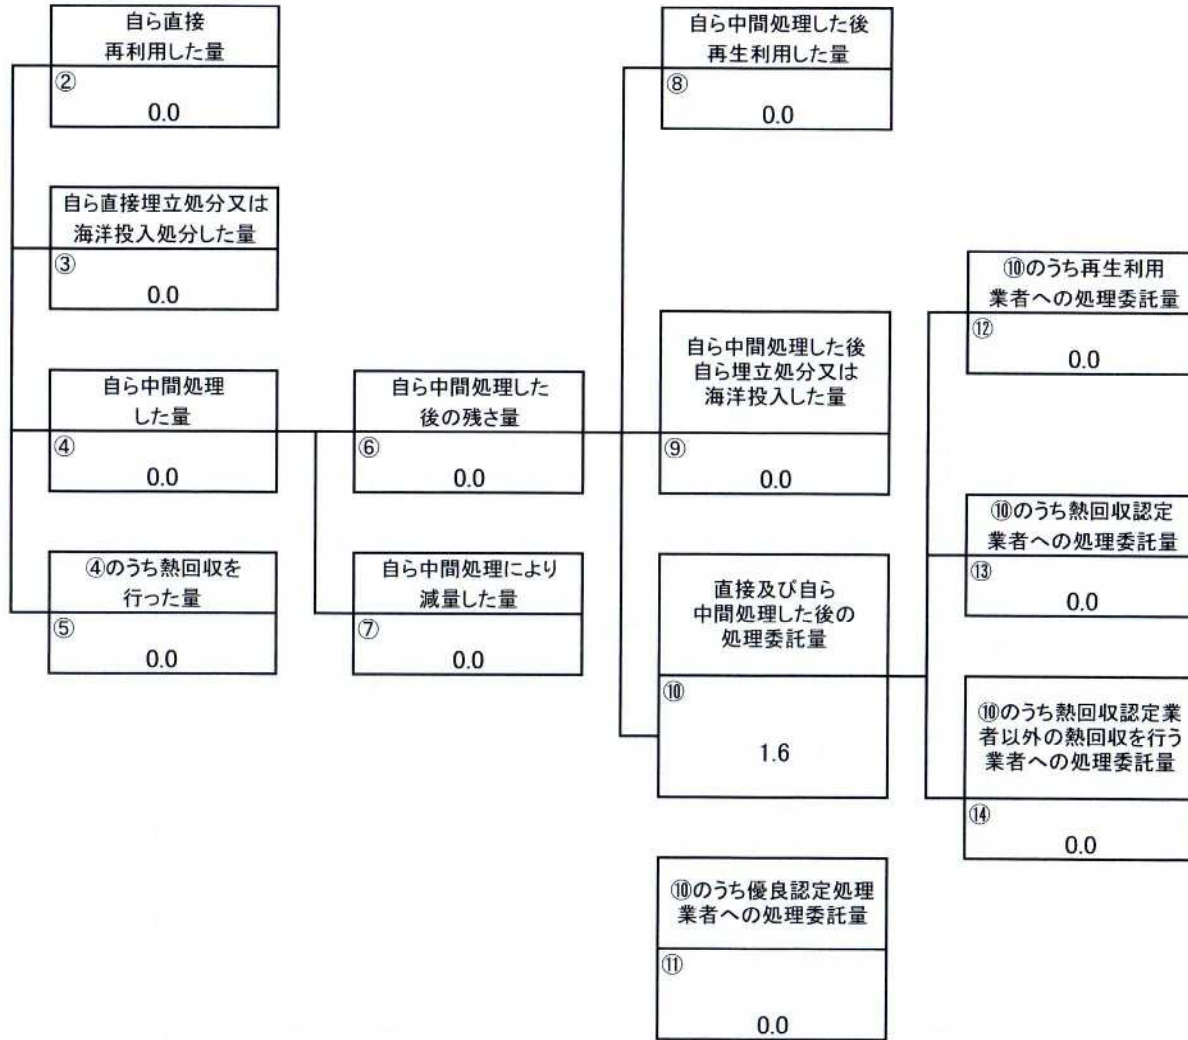 自ら直接
再利用した量
②
0.0
自ら直接埋立処分又は
海洋投入処分した量
③
0.0
自ら中間処理
した量
④
0.0
④のうち熱回収を
行った量
⑤
0.0
自ら中間処理した
後の残さ量
⑥
0.0
自ら中間処理により
減量した量
⑦
0.0
自ら中間処理した後
再生利用した量
⑧
0.0
自ら中間処理した後
自ら埋立処分又は
海洋投入した量
⑨
0.0
直接及び自ら
中間処理した後の
処理委託量
⑩
1.6
⑩のうち優良認定処理
業者への処理委託量
⑪
0.0
⑩のうち再生利用
業者への処理委託量
⑫
0.0
⑩のうち熱回収認定
業者への処理委託量
⑬
0.0
⑩のうち熱回収認定業
者以外の熱回収を行う
業者への処理委託量
⑭
0.0